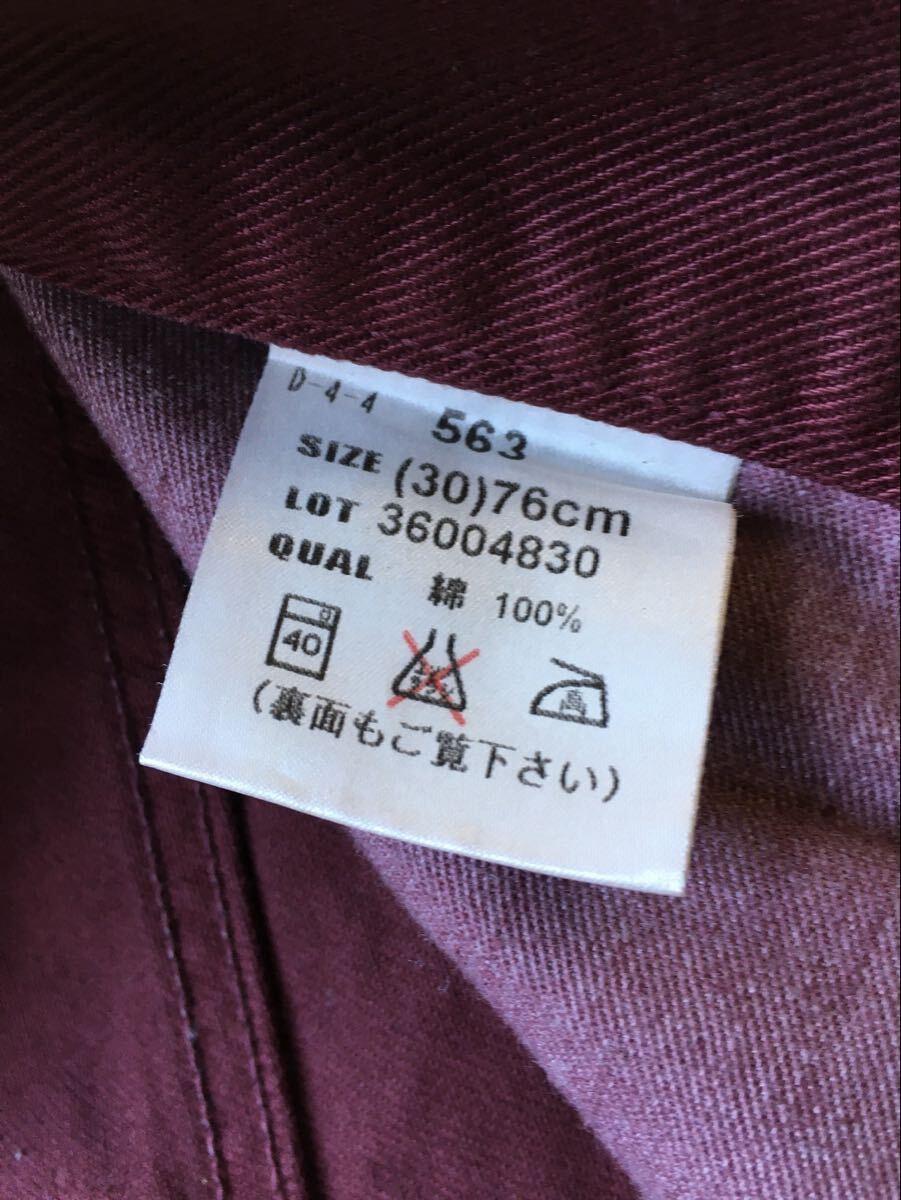 D-4-4
563
SIZE (30)76cm
LOT 36004830
QUAL 綿 100%
40 高
(裏面もご覧下さい)